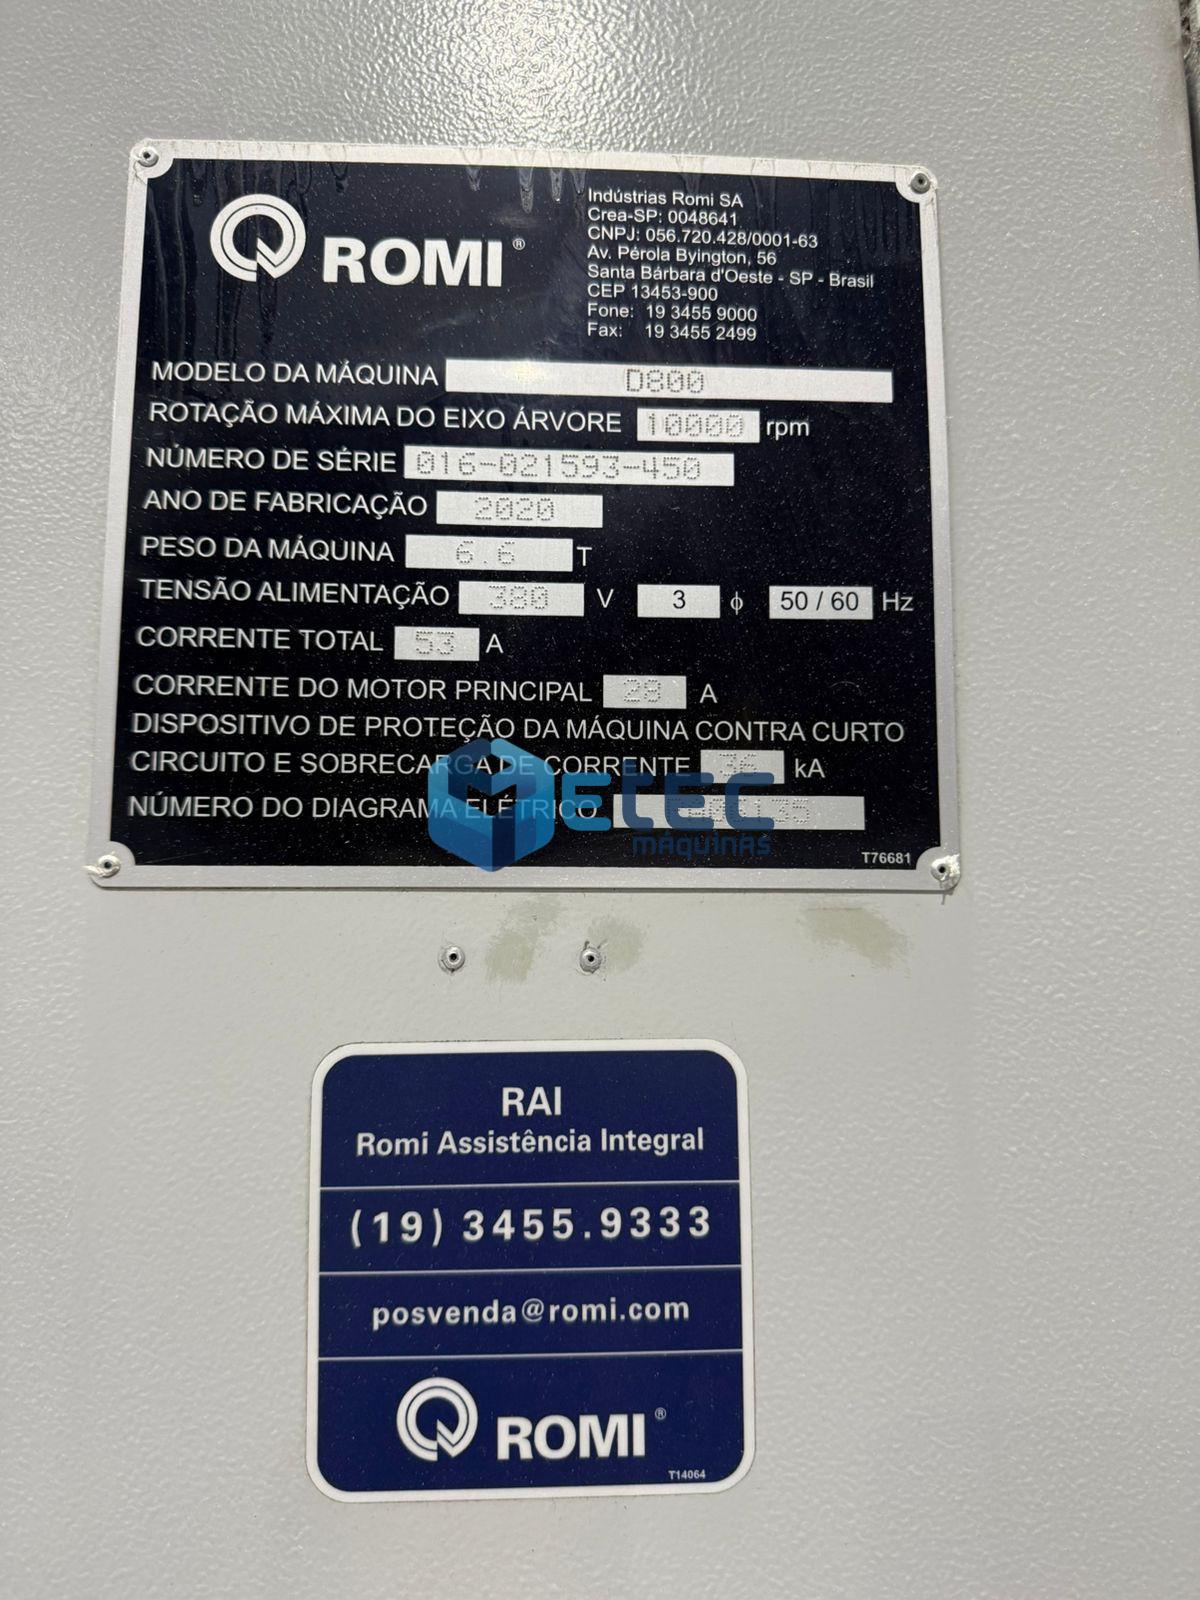 ROMI®
Indústrias Romi SA
Crea-SP: 0048641
CNPJ: 056.720.428/0001-63
Av. Pérola Byington, 56
Santa Bárbara d'Oeste - SP - Brasil
CEP 13453-900
Fone: 19 3455 9000
Fax: 19 3455 2499
MODELO DA MÁQUINA D800
ROTAÇÃO MÁXIMA DO EIXO ÁRVORE 10000 rpm
NÚMERO DE SÉRIE 016-021593-450
ANO DE FABRICAÇÃO 2020
PESO DA MÁQUINA 6.6 T
TENSÃO ALIMENTAÇÃO 380 V 3 ϕ 50 / 60 Hz
CORRENTE TOTAL 53 A
CORRENTE DO MOTOR PRINCIPAL 28 A
DISPOSITIVO DE PROTEÇÃO DA MÁQUINA CONTRA CURTO
CIRCUITO E SOBRECARGA DE CORRENTE 36 kA
NÚMERO DO DIAGRAMA ELÉTRICO
METEC
MÁQUINAS
T76681
RAI
Romi Assistência Integral
(19) 3455.9333
posvenda@romi.com
ROMI®
T14064